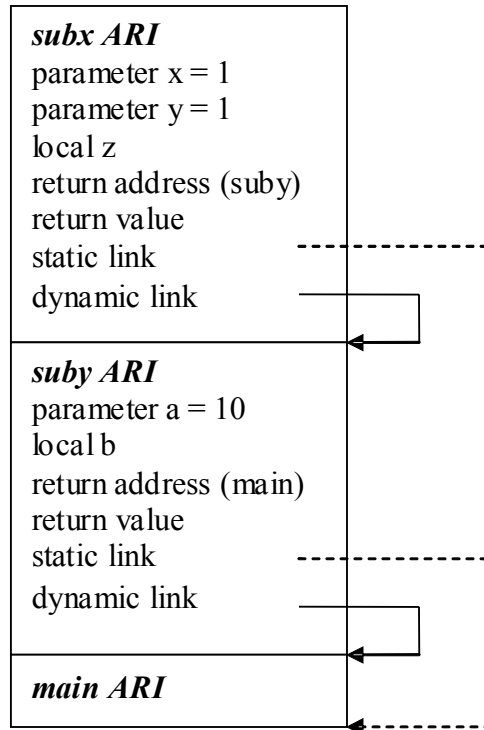 subx ARI
parameter x = 1
parameter y = 1
local z
return address (suby)
return value
static link
dynamic link
suby ARI
parameter a = 10
local b
return address (main)
return value
static link
dynamic link
main ARI